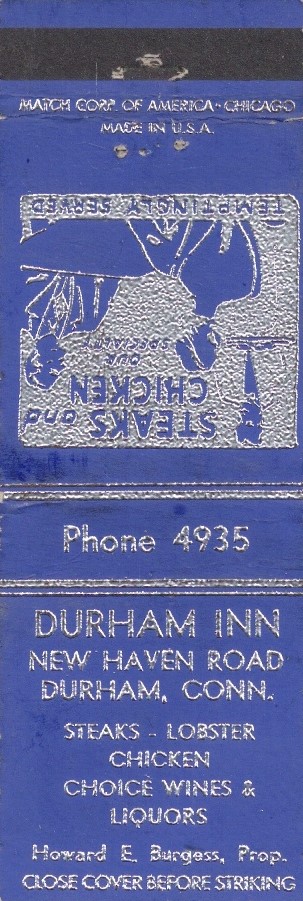 MATCH CORP. OF AMERICA - CHICAGO
MADE IN U.S.A.
STEAKS and
CHICKEN
OUR
SPECIALTY
TEMPTINGLY SERVED
Phone 4935
DURHAM INN
NEW HAVEN ROAD
DURHAM, CONN.
STEAKS - LOBSTER
CHICKEN
CHOICE WINES &
LIQUORS
Howard E. Burgess, Prop.
CLOSE COVER BEFORE STRIKING